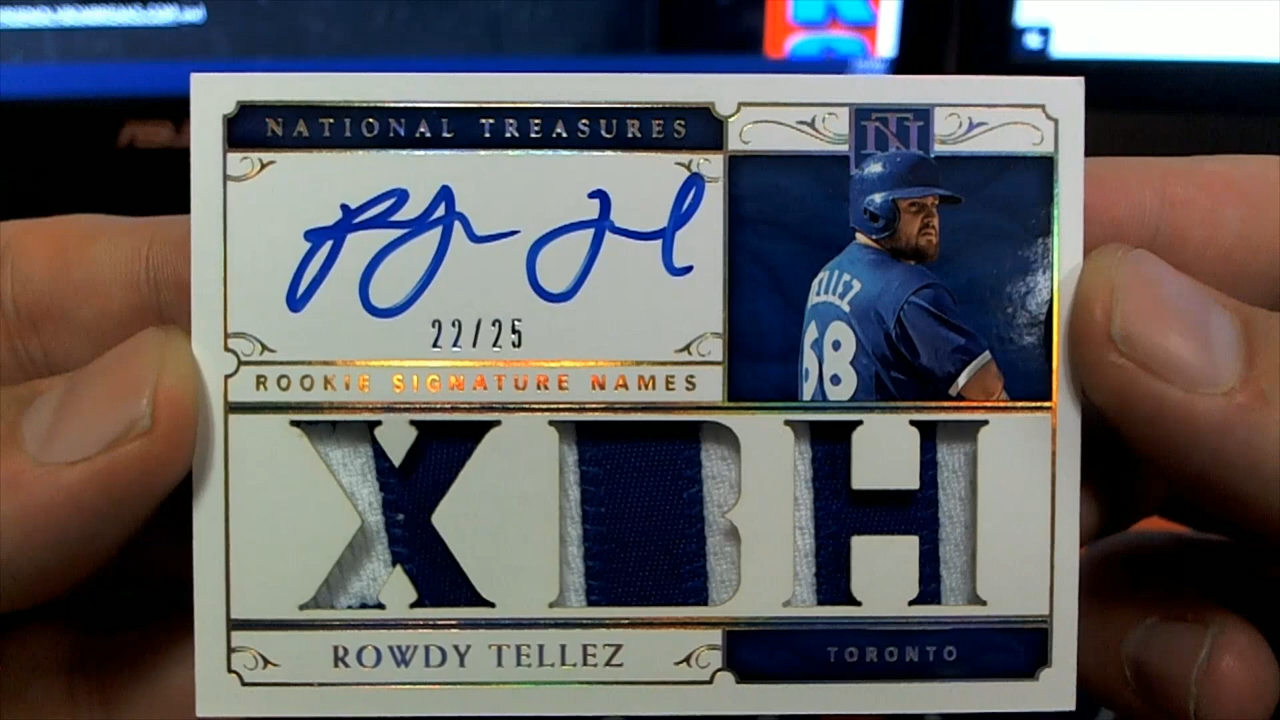 NATIONAL TREASURES
NT
22/25
ROOKIE SIGNATURE NAMES
TELLEZ
68
XBH
ROWDY TELLEZ
TORONTO